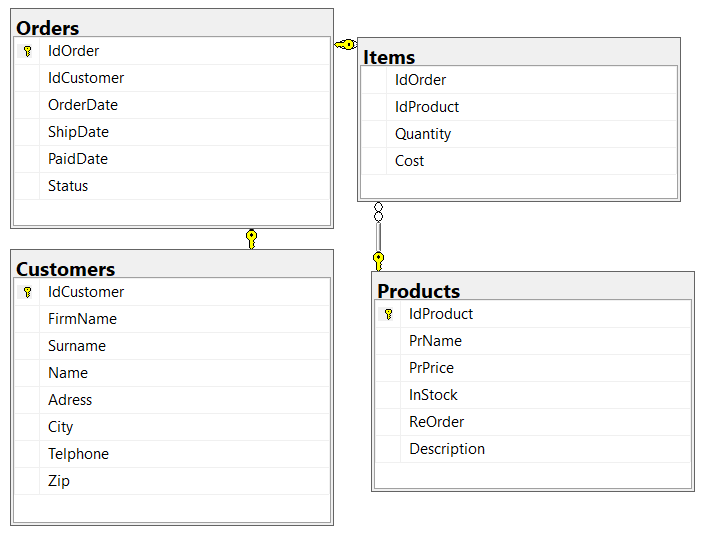 Orders
IdOrder
IdCustomer
OrderDate
ShipDate
PaidDate
Status
Items
IdOrder
IdProduct
Quantity
Cost
Customers
IdCustomer
FirmName
Surname
Name
Adress
City
Telphone
Zip
Products
IdProduct
PrName
PrPrice
InStock
ReOrder
Description